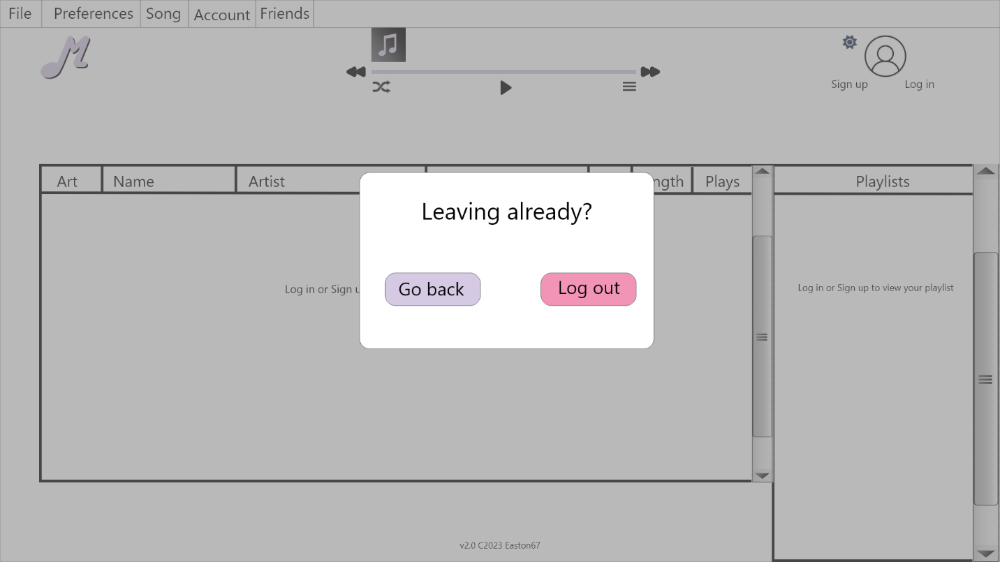 File Preferences Song Account Friends
M
Sign up Log in
Art Name Artist Plays Playlists
Leaving already?
Go back Log out
Log in or Sign
Log in or Sign up to view your playlist
v2.0 C2023 Easton67